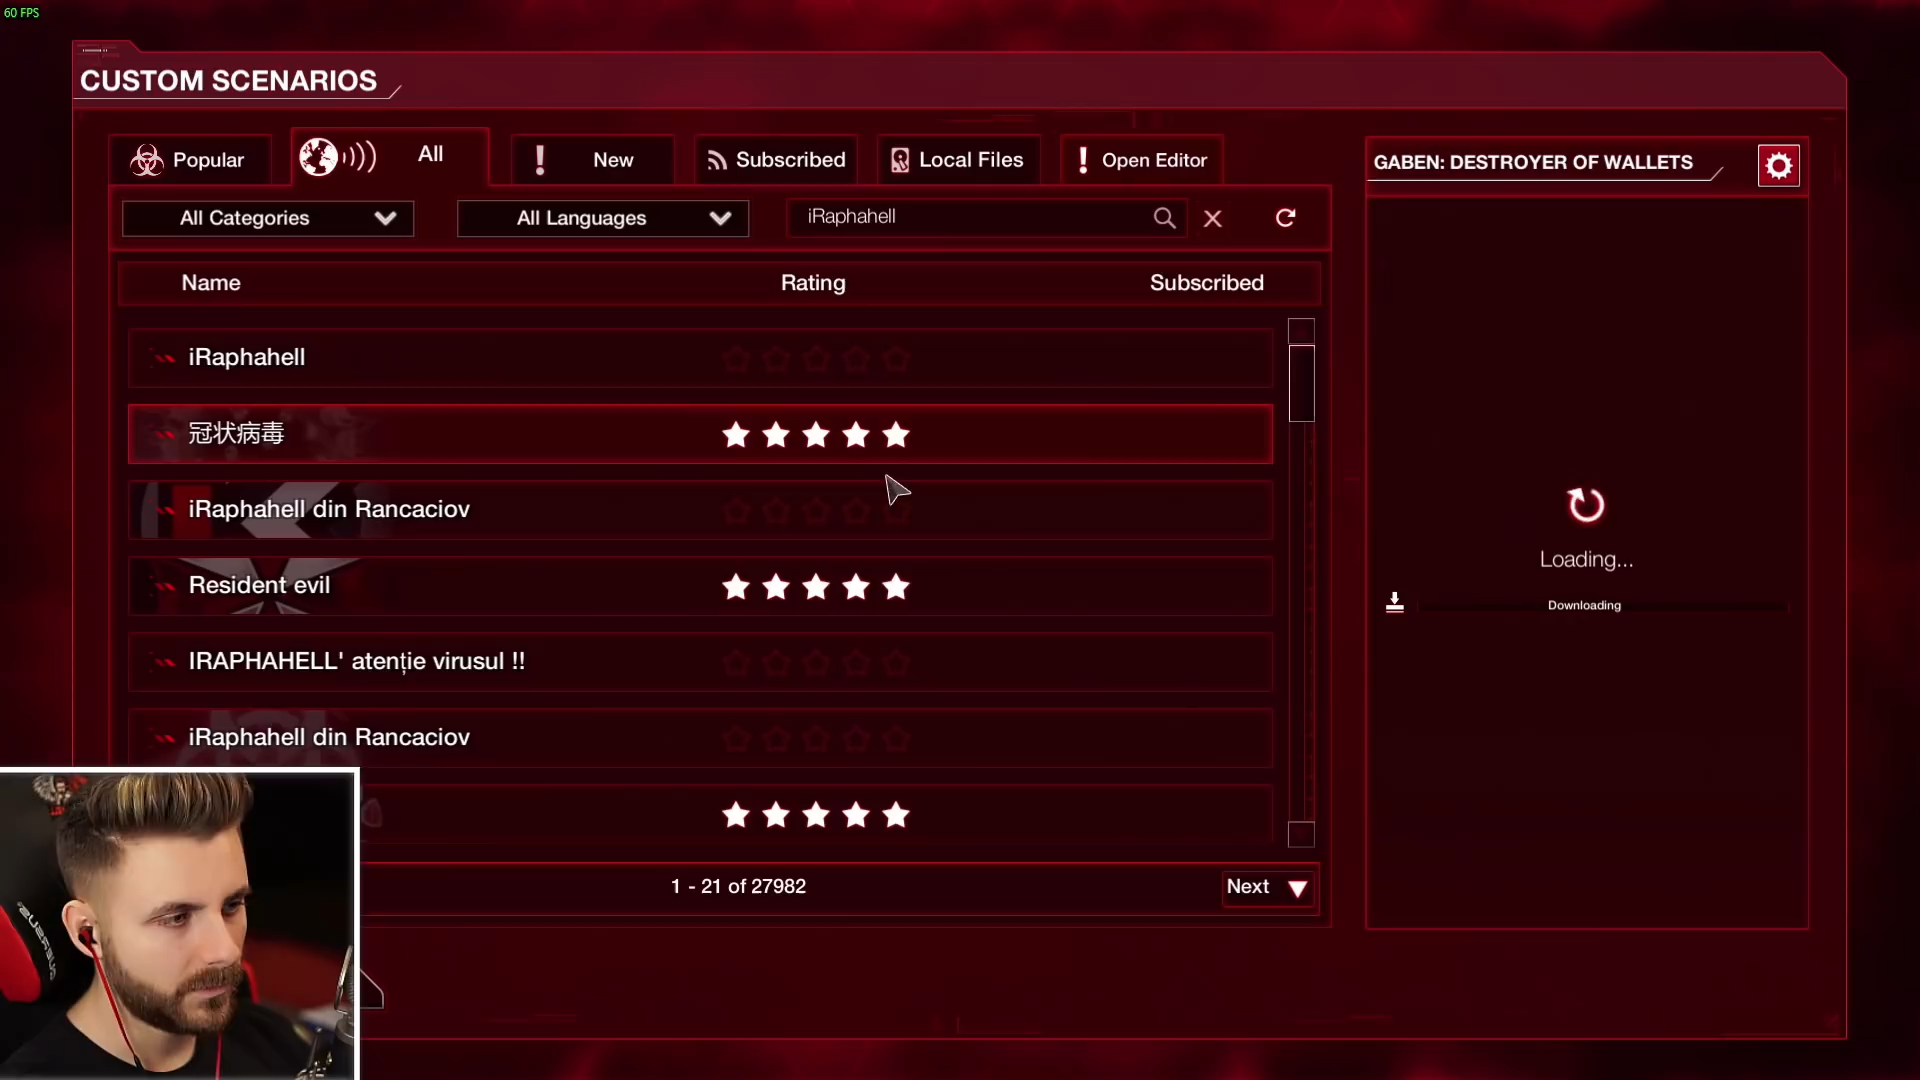 60 FPS
CUSTOM SCENARIOS
Popular
All
New
Subscribed
Local Files
Open Editor
GABEN: DESTROYER OF WALLETS
All Categories
All Languages
iRaphahell
Name
Rating
Subscribed
iRaphahell
冠状病毒
iRaphahell din Rancaciov
Resident evil
IRAPHAHELL' atenție virusul !!
iRaphahell din Rancaciov
Loading...
Downloading
1 - 21 of 27982
Next